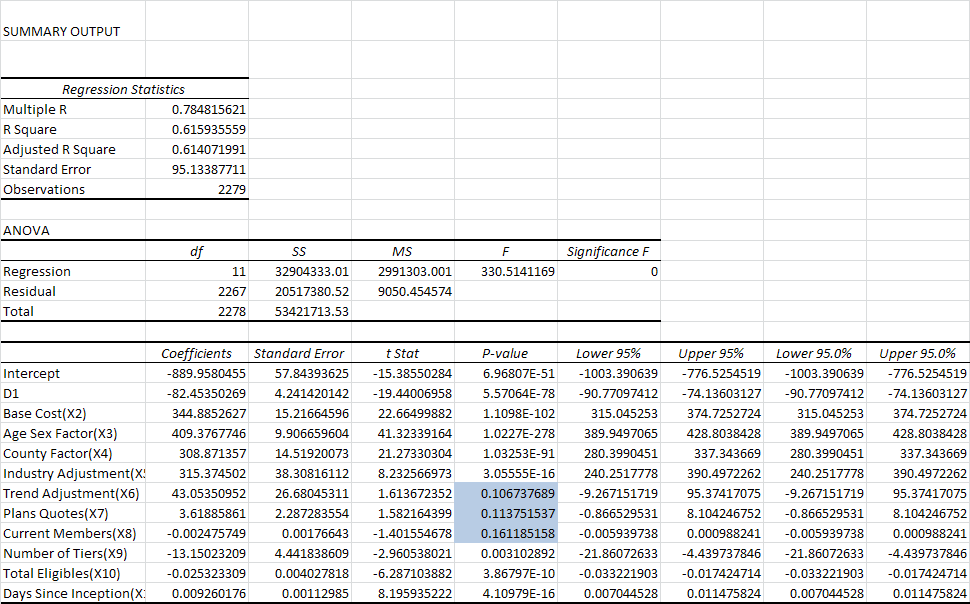 SUMMARY OUTPUT
Regression Statistics
Multiple R 0.784815621
R Square 0.615935559
Adjusted R Square 0.614071991
Standard Error 95.13387711
Observations 2279
ANOVA
df SS MS F Significance F
Regression 11 32904333.01 2991303.001 330.5141169 0
Residual 2267 20517380.52 9050.454574
Total 2278 53421713.53
Coefficients Standard Error t Stat P-value Lower 95% Upper 95% Lower 95.0% Upper 95.0%
Intercept -889.9580455 57.84393625 -15.38550284 6.96807E-51 -1003.390639 -776.5254519 -1003.390639 -776.5254519
D1 -82.45350269 4.241420142 -19.44006958 5.57064E-78 -90.77097412 -74.13603127 -90.77097412 -74.13603127
Base Cost(X2) 344.8852627 15.21664596 22.66499882 1.1098E-102 315.045253 374.7252724 315.045253 374.7252724
Age Sex Factor(X3) 409.3767746 9.906659604 41.32339164 1.0227E-278 389.9497065 428.8038428 389.9497065 428.8038428
County Factor(X4) 308.871357 14.51920073 21.27330304 1.03253E-91 280.3990451 337.343669 280.3990451 337.343669
Industry Adjustment(X5 315.374502 38.30816112 8.232566973 3.05555E-16 240.2517778 390.4972262 240.2517778 390.4972262
Trend Adjustment(X6) 43.05350952 26.68045311 1.613672352 0.106737689 -9.267151719 95.37417075 -9.267151719 95.37417075
Plans Quotes(X7) 3.61885861 2.287283554 1.582164399 0.113751537 -0.866529531 8.104246752 -0.866529531 8.104246752
Current Members(X8) -0.002475749 0.00176643 -1.401554678 0.161185158 -0.005939738 0.000988241 -0.005939738 0.000988241
Number of Tiers(X9) -13.15023209 4.441838609 -2.960538021 0.003102892 -21.86072633 -4.439737846 -21.86072633 -4.439737846
Total Eligibles(X10) -0.025323309 0.004027818 -6.287103882 3.86797E-10 -0.033221903 -0.017424714 -0.033221903 -0.017424714
Days Since Inception(X 0.009260176 0.00112985 8.195935222 4.10979E-16 0.007044528 0.011475824 0.007044528 0.011475824